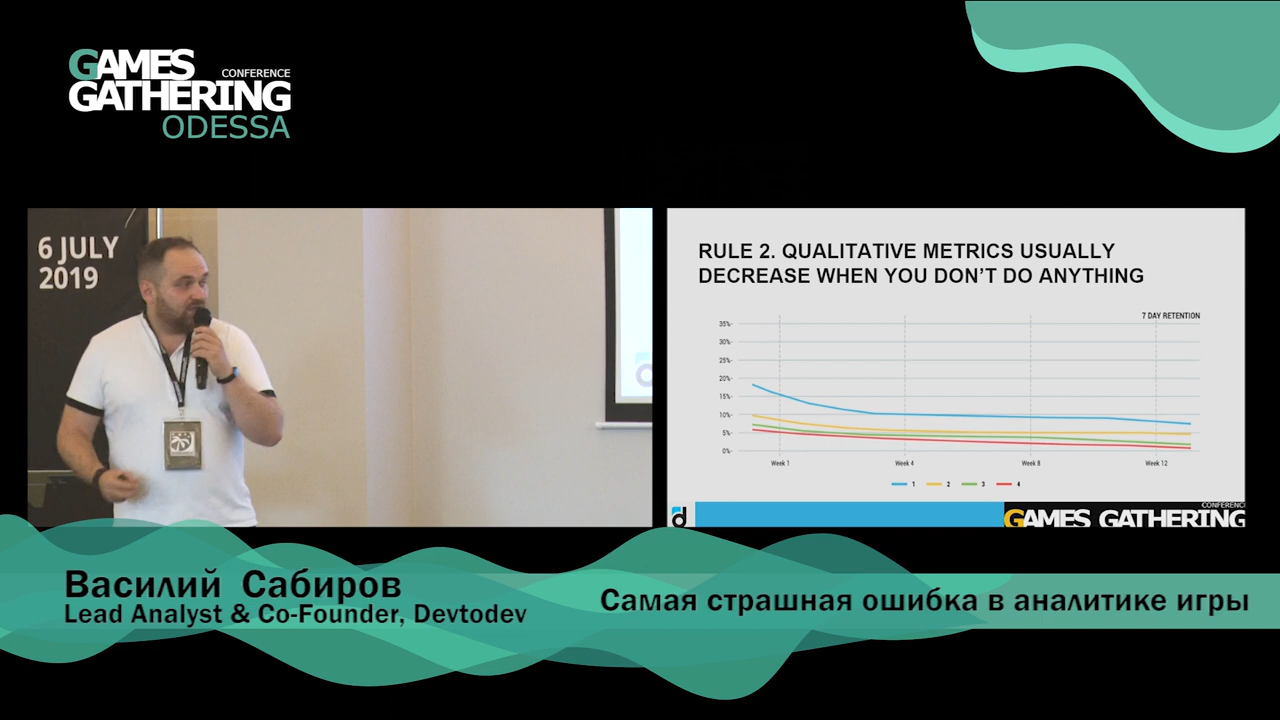 GAMES
CONFERENCE
GATHERING
ODESSA
6 JULY
2019
RULE 2. QUALITATIVE METRICS USUALLY
DECREASE WHEN YOU DON'T DO ANYTHING
7 DAY RETENTION
35%
30%
25%
20%
15%
10%
5%
0%
Week 1 Week 4 Week 8 Week 12
1 2 3 4
d
CONFERENCE
GAMES GATHERING
Василий Сабиров
Lead Analyst & Co-Founder, Devtodev
Самая страшная ошибка в аналитике игры